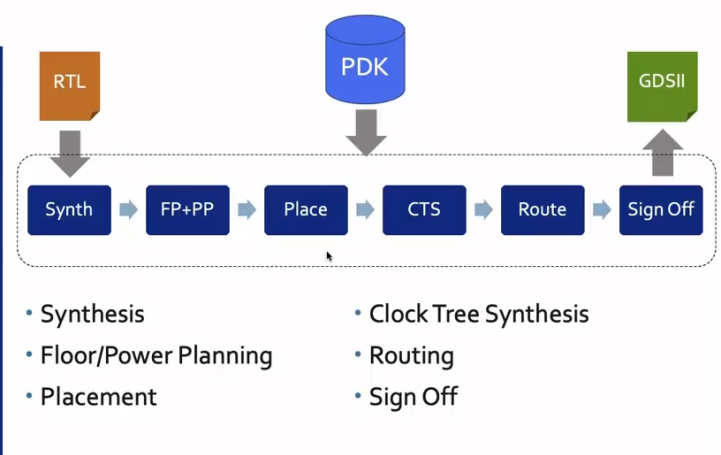 PDK
RTL
GDSII
Synth
FP+PP
Place
CTS
Route
Sign Off
• Synthesis
• Floor/Power Planning
• Placement
• Clock Tree Synthesis
• Routing
• Sign Off